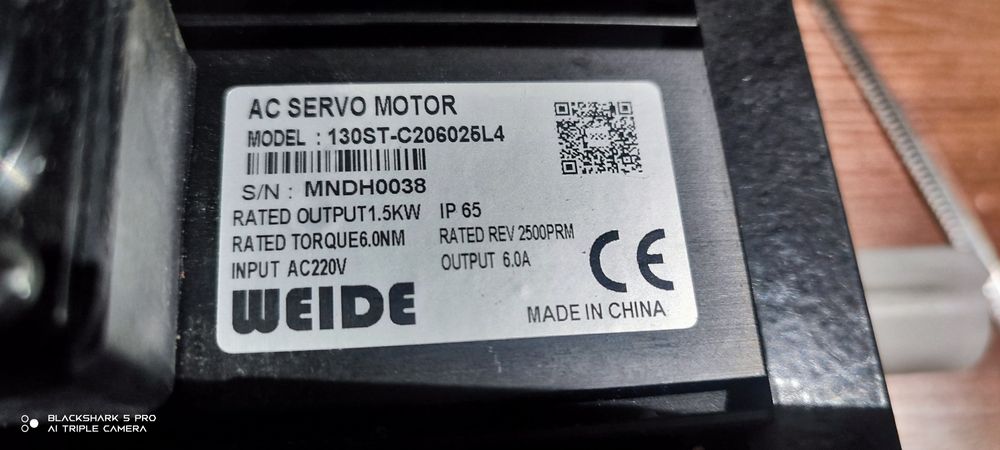 AC SERVO MOTOR
MODEL : 130ST-C206025L4
S/N : MNDH0038
RATED OUTPUT1.5KW IP 65
RATED TORQUE6.0NM RATED REV 2500PRM
INPUT AC220V OUTPUT 6.0A
CE
WEIDE
MADE IN CHINA
BLACKSHARK 5 PRO
AI TRIPLE CAMERA